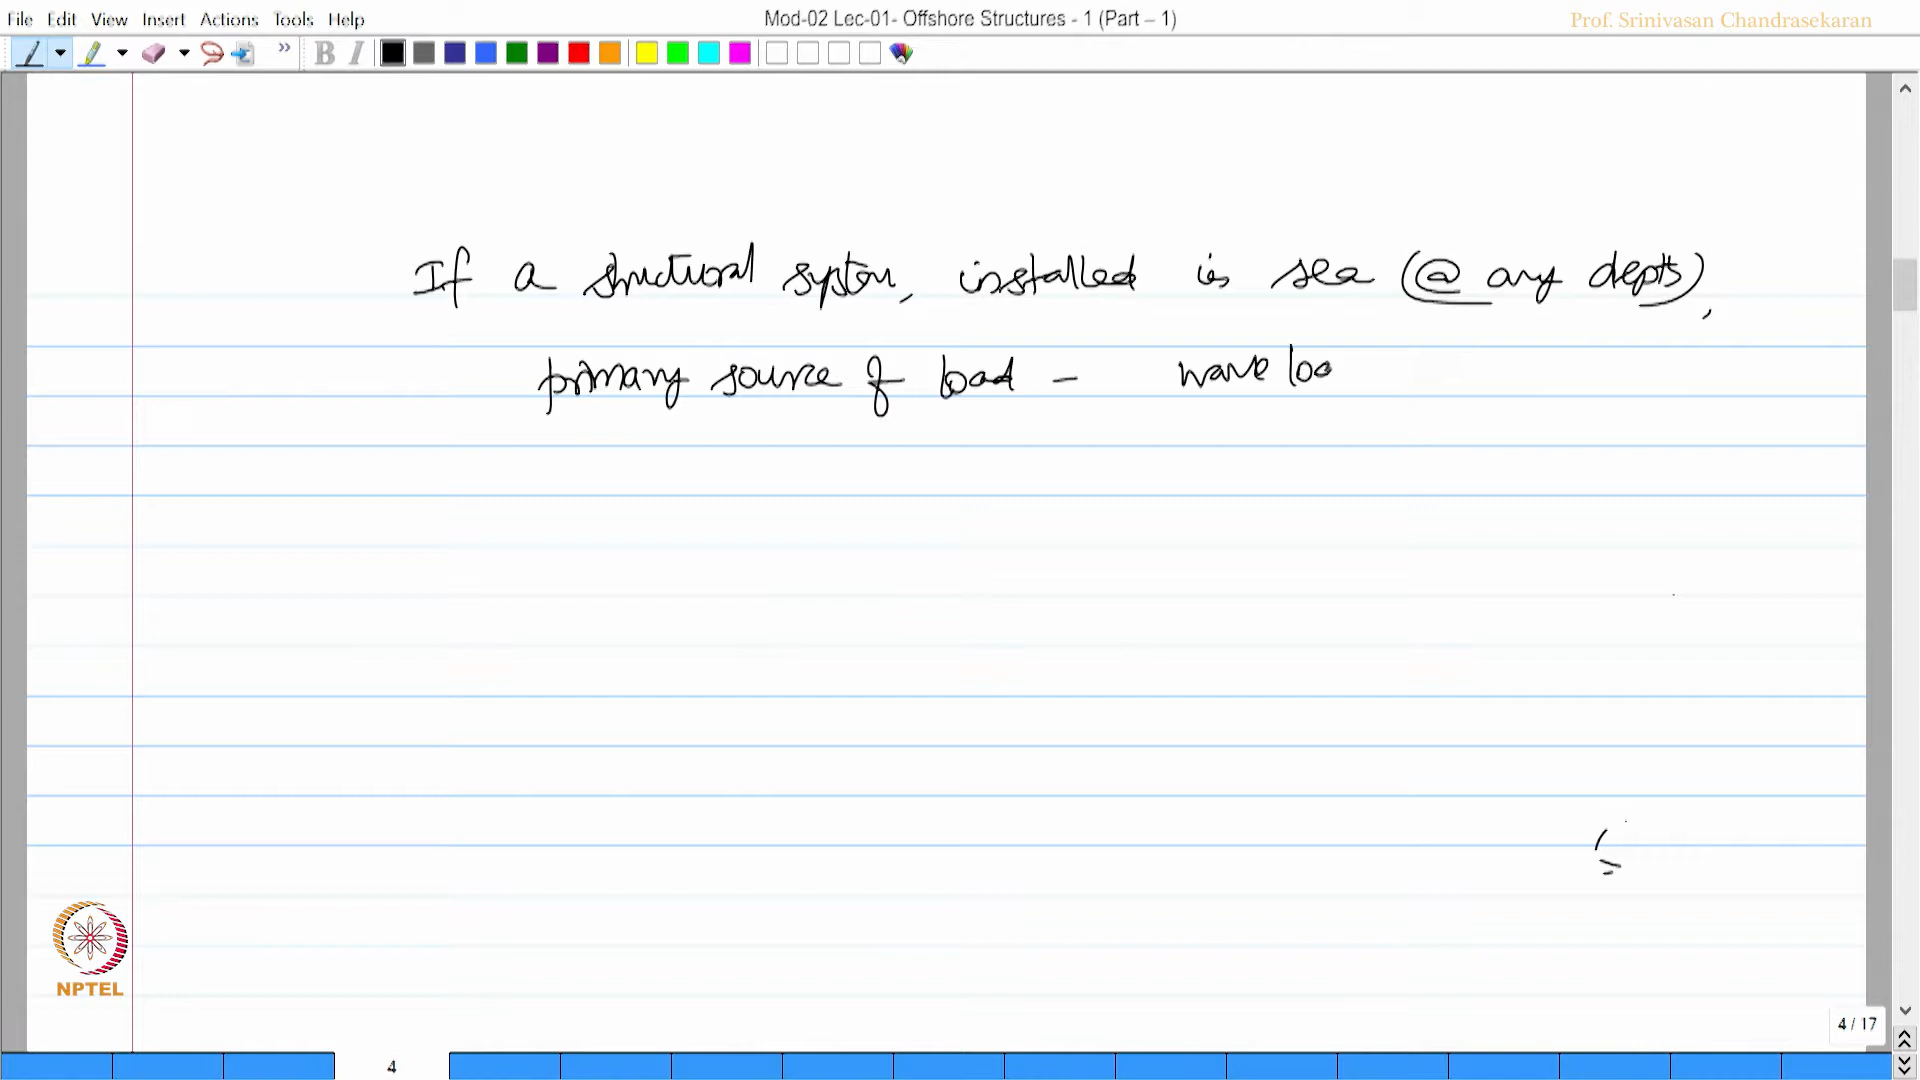 File Edit View Insert Actions Tools Help
Mod-02 Lec-01- Offshore Structures - 1 (Part – 1)
Prof. Srinivasan Chandrasekaran
B I
If a structural system, installed in sea (@ any depth),
primary source of load - wave loa
NPTEL
4 / 17
4